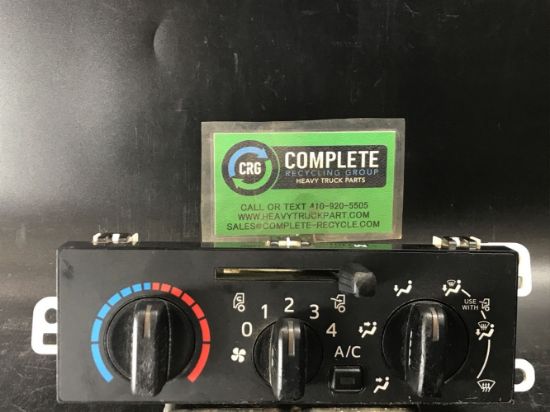 CRG
COMPLETE
RECYCLING GROUP
HEAVY TRUCK PARTS
CALL OR TEXT 410-920-5505
WWW.HEAVYTRUCKPART.COM
SALES@COMPLETE-RECYCLE.COM
0 1 2 3 4
A/C
USE
WITH